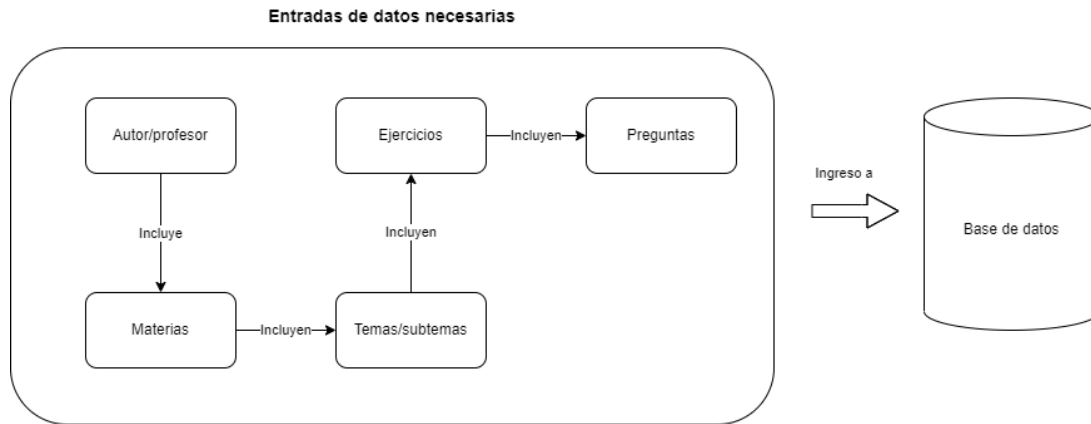 Entradas de datos necesarias
Autor/profesor
Ejercicios
Incluyen
Preguntas
Ingreso a
Incluye
Incluyen
Base de datos
Materias
Incluyen
Temas/subtemas